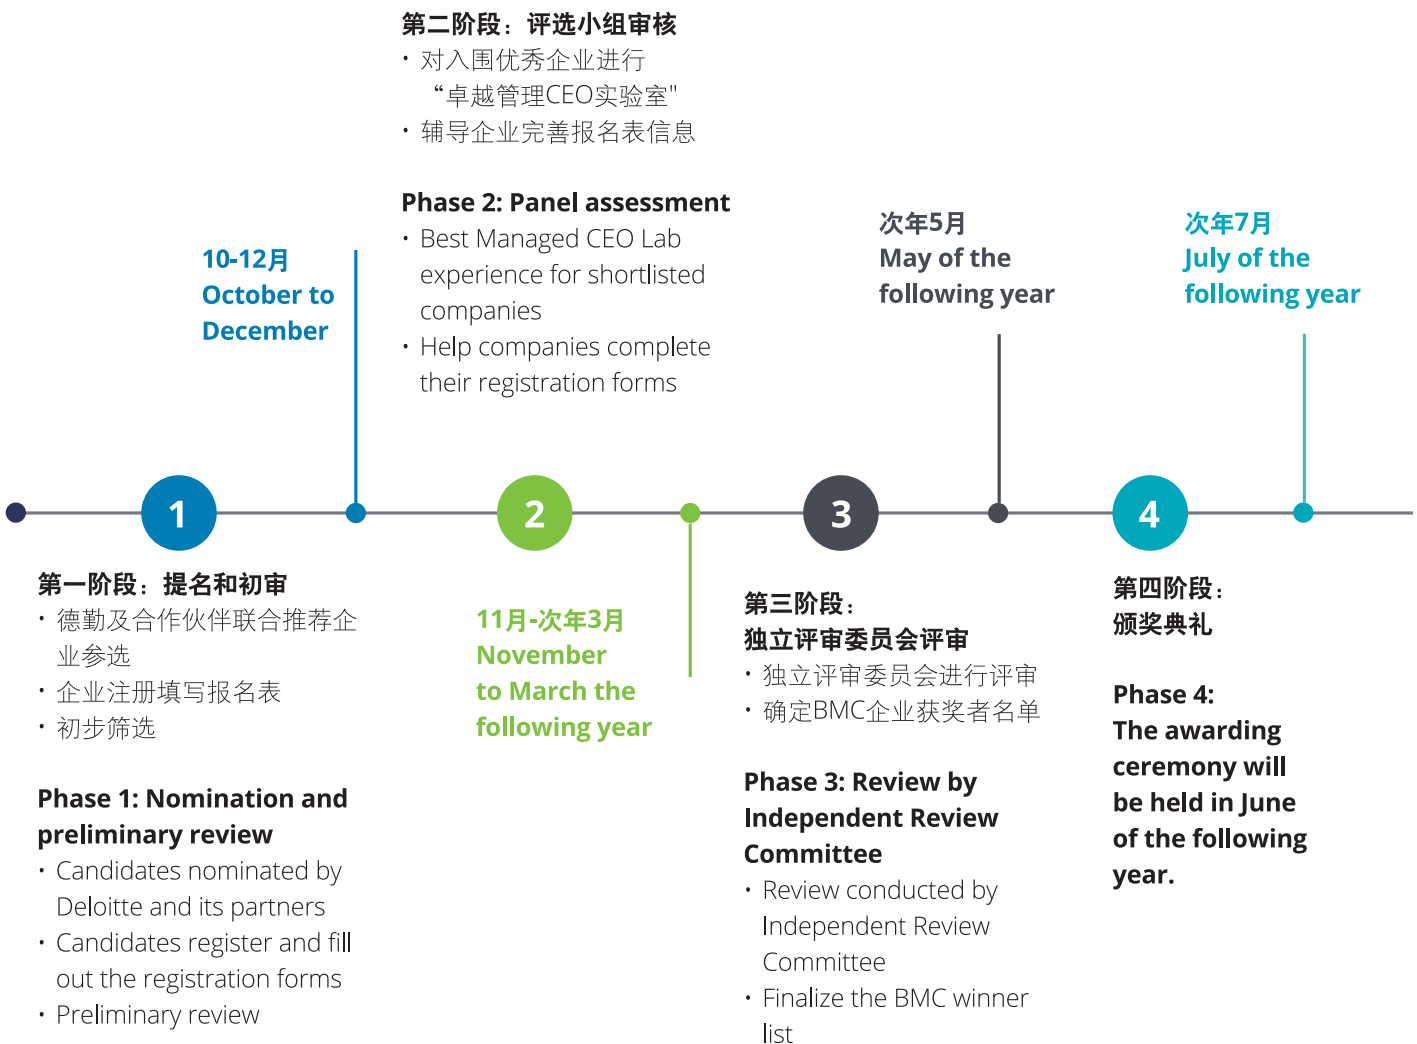 第二阶段：评选小组审核
• 对入围优秀企业进行
“卓越管理CEO实验室"
• 辅导企业完善报名表信息
Phase 2: Panel assessment
• Best Managed CEO Lab
experience for shortlisted
companies
• Help companies complete
their registration forms
10-12月
October to
December
次年5月
May of the
following year
次年7月
July of the
following year
1
2
3
4
第一阶段：提名和初审
• 德勤及合作伙伴联合推荐企
业参选
• 企业注册填写报名表
• 初步筛选
Phase 1: Nomination and
preliminary review
• Candidates nominated by
Deloitte and its partners
• Candidates register and fill
out the registration forms
• Preliminary review
11月-次年3月
November
to March the
following year
第三阶段：
独立评审委员会评审
• 独立评审委员会进行评审
• 确定BMC企业获奖者名单
Phase 3: Review by
Independent Review
Committee
• Review conducted by
Independent Review
Committee
• Finalize the BMC winner
list
第四阶段：
颁奖典礼
Phase 4:
The awarding
ceremony will
be held in June
of the following
year.